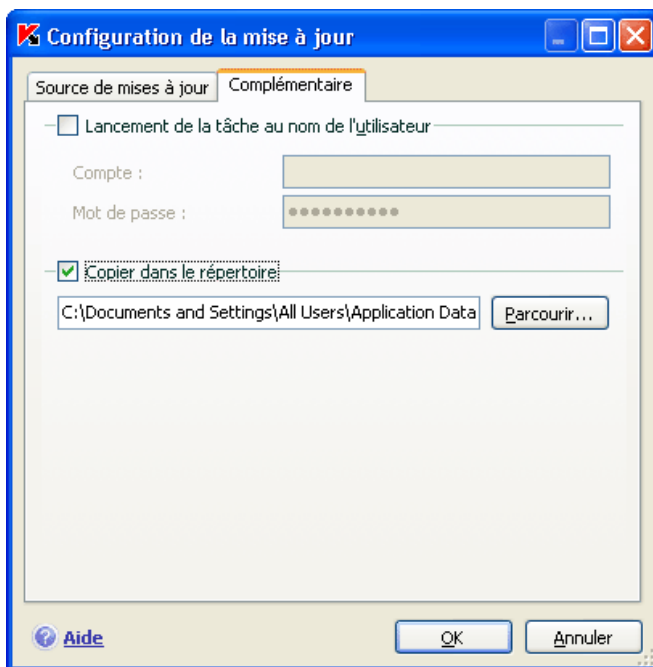 Configuration de la mise à jour
Source de mises à jour Complémentaire
Lancement de la tâche au nom de l'utilisateur
Compte :
Mot de passe : ●●●●●●●●●●
Copier dans le répertoire
C:\Documents and Settings\All Users\Application Data Parcourir...
Aide OK Annuler